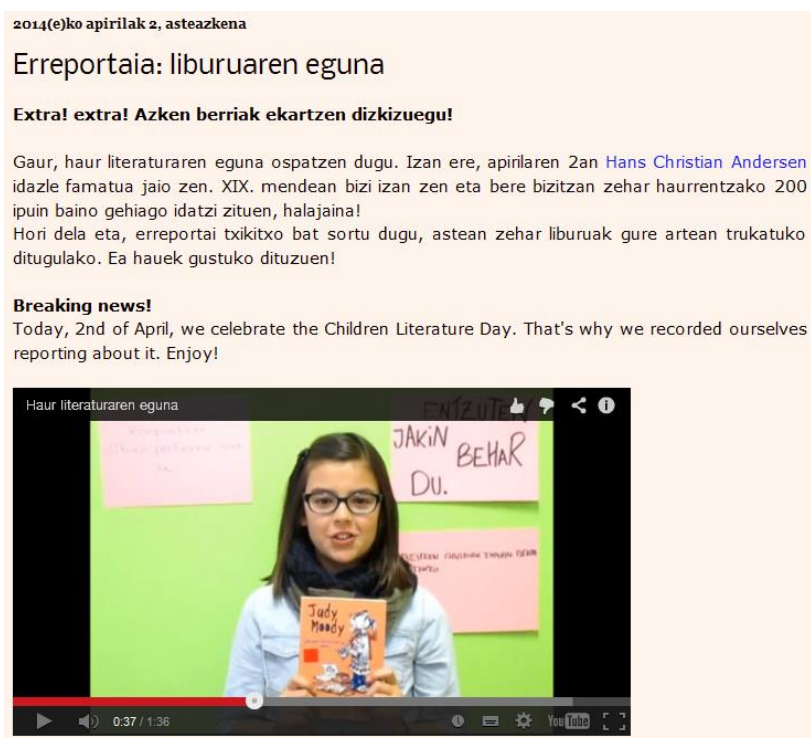 2014(e)ko apirilak 2, asteazkena
Erreportaia: liburuaren eguna
Extra! extra! Azken berriak ekartzen dizkizuegu!
Gaur, haur literaturaren eguna ospatzen dugu. Izan ere, apirilaren 2an Hans Christian Andersen
idazle famatua jaio zen. XIX. mendean bizi izan zen eta bere bizitzan zehar haurrentzako 200
ipuin baino gehiago idatzi zituen, halajaina!
Hori dela eta, erreportai txikitxo bat sortu dugu, astean zehar liburuak gure artean trukatuko
ditugulako. Ea hauek gustuko dituzuen!
Breaking news!
Today, 2nd of April, we celebrate the Children Literature Day. That's why we recorded ourselves
reporting about it. Enjoy!
Haur literaturaren eguna
ENTZUTEN
JAKIN
BEHAR
DU.
Judy
Moody
0:37 / 1:36
YouTube